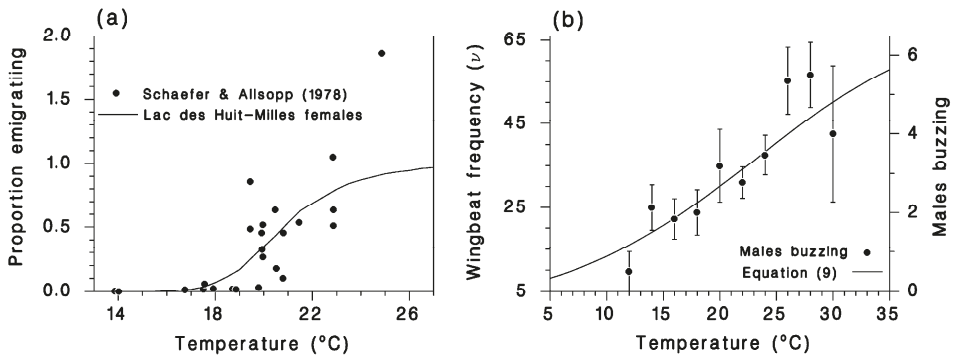 (a)
Proportion emigrating
2.0
1.5
1.0
0.5
0.0
Schaefer & Allsopp (1978)
Lac des Huit-Milles females
14 18 22 26
Temperature (°C)
(b)
Wingbeat frequency (ν)
65
45
25
5
6
4
2
0
Males buzzing
Males buzzing
Equation (9)
5 10 15 20 25 30 35
Temperature (°C)